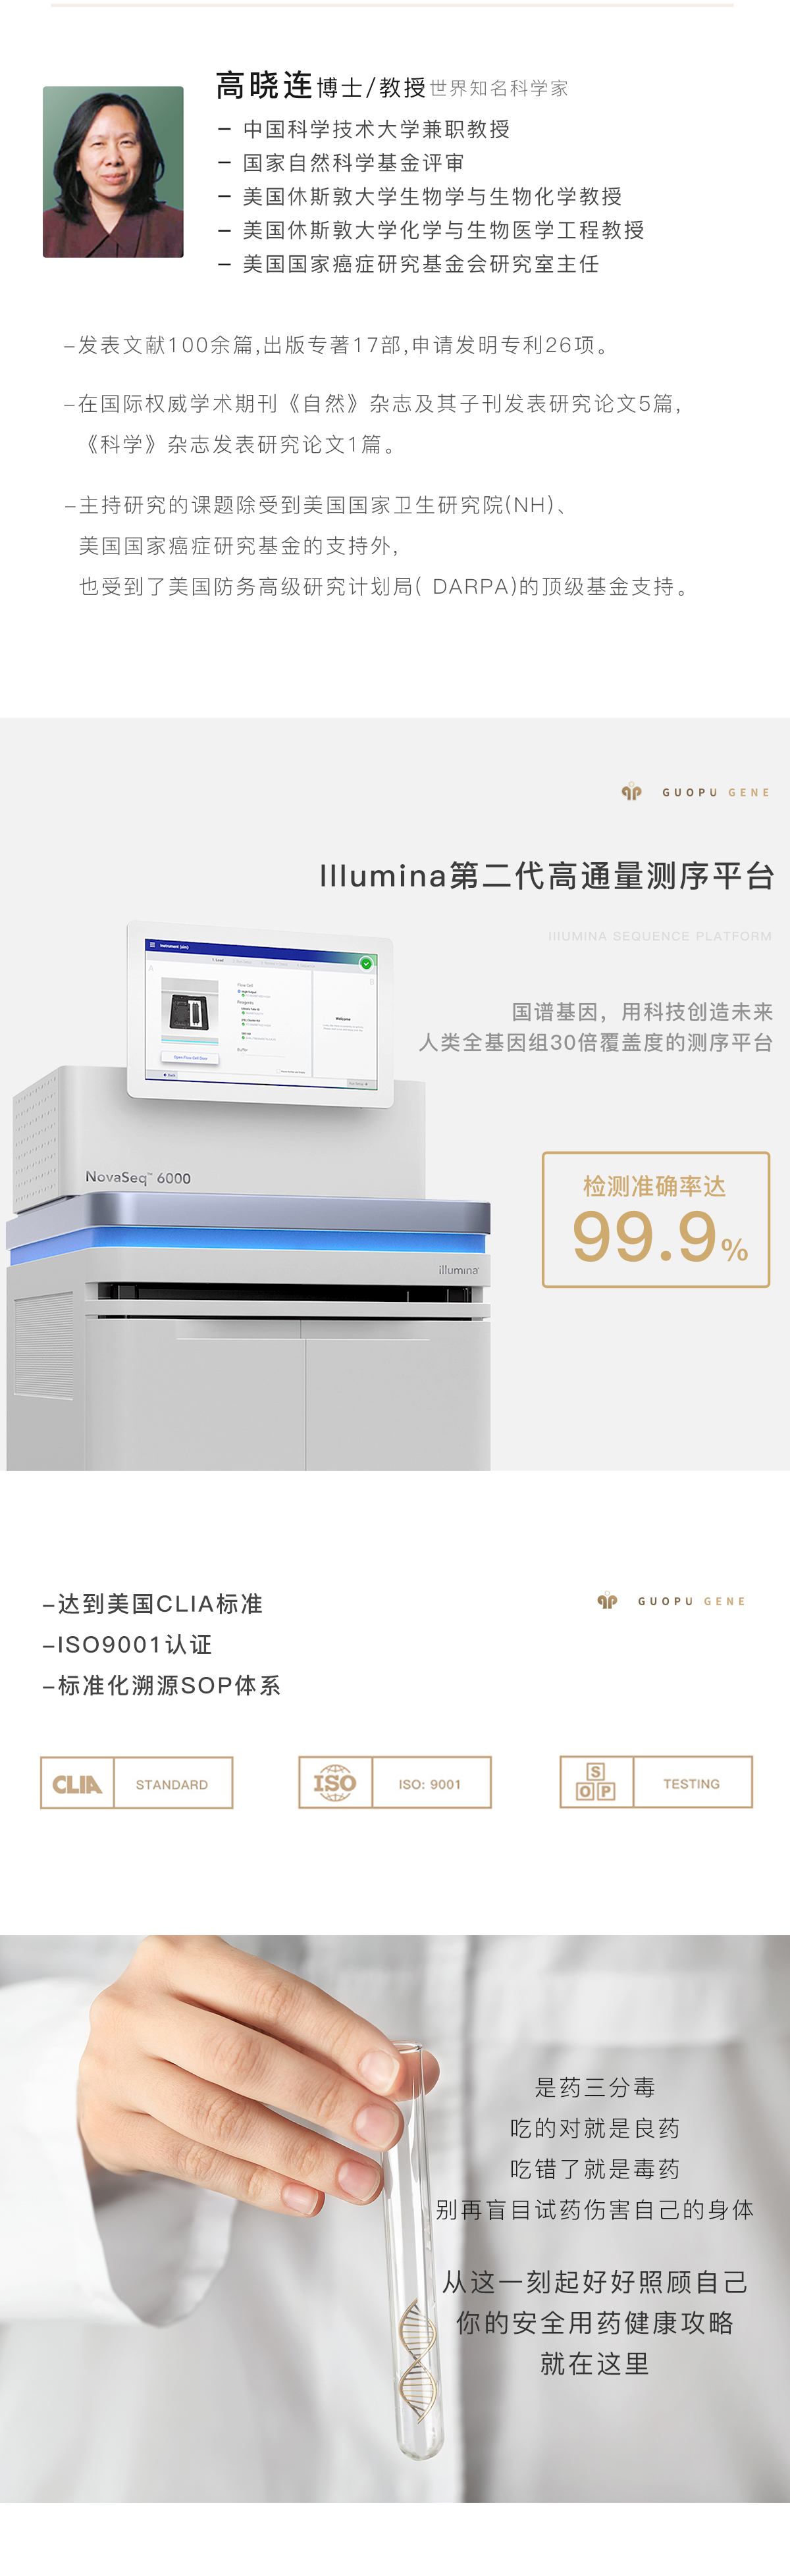 高晓连博士/教授世界知名科学家
– 中国科学技术大学兼职教授
– 国家自然科学基金评审
– 美国休斯敦大学生物学与生物化学教授
– 美国休斯敦大学化学与生物医学工程教授
– 美国国家癌症研究基金会研究室主任
–发表文献100余篇,出版专著17部,申请发明专利26项。
–在国际权威学术期刊《自然》杂志及其子刊发表研究论文5篇,
《科学》杂志发表研究论文1篇。
–主持研究的课题除受到美国国家卫生研究院(NH)、
美国国家癌症研究基金的支持外,
也受到了美国防务高级研究计划局( DARPA)的顶级基金支持。
GUOPU GENE
Illumina第二代高通量测序平台
IIIUMINA SEQUENCE PLATFORM
国谱基因，用科技创造未来
人类全基因组30倍覆盖度的测序平台
Welcome
NovaSeq™ 6000
illumina
检测准确率达
99.9%
–达到美国CLIA标准
–ISO9001认证
–标准化溯源SOP体系
GUOPU GENE
CLIA STANDARD
ISO ISO: 9001
SOP TESTING
是药三分毒
吃的对就是良药
吃错了就是毒药
别再盲目试药伤害自己的身体
从这一刻起好好照顾自己
你的安全用药健康攻略
就在这里